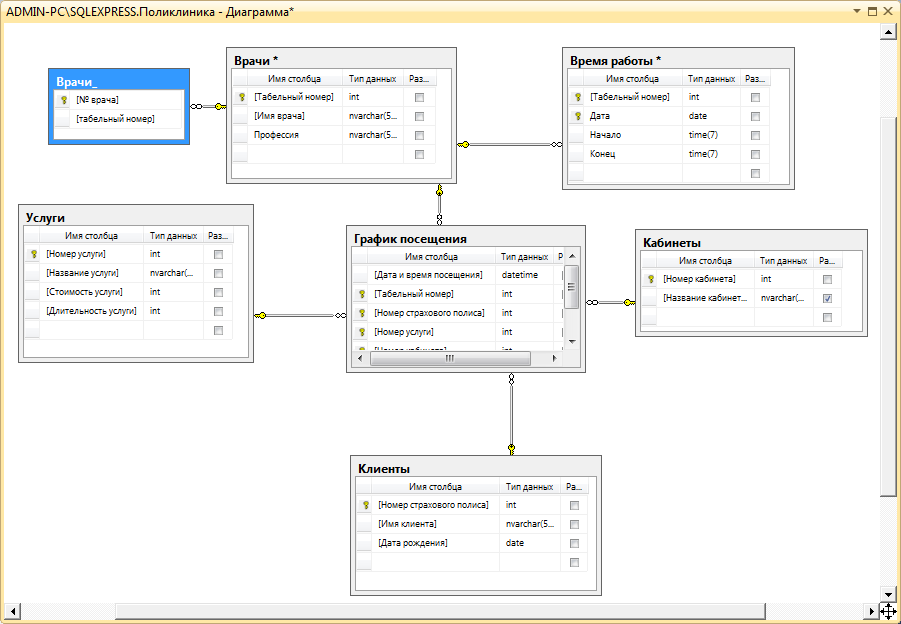 ADMIN-PC\SQLEXPRESS.Поликлиника - Диаграмма*
Врачи_
[№ врача]
[табельный номер]
Врачи *
Имя столбца Тип данных Раз...
[Табельный номер] int
[Имя врача] nvarchar(5...
Профессия nvarchar(5...
Время работы *
Имя столбца Тип данных Раз...
[Табельный номер] int
Дата date
Начало time(7)
Конец time(7)
Услуги
Имя столбца Тип данных Раз...
[Номер услуги] int
[Название услуги] nvarchar(...
[Стоимость услуги] int
[Длительность услуги] int
График посещения
Имя столбца Тип данных Р
[Дата и время посещения] datetime
[Табельный номер] int
[Номер страхового полиса] int
[Номер услуги] int
[Номер кабинета] int
Кабинеты
Имя столбца Тип данных Ра...
[Номер кабинета] int
[Название кабинет... nvarchar(...
Клиенты
Имя столбца Тип данных Ра...
[Номер страхового полиса] int
[Имя клиента] nvarchar(5...
[Дата рождения] date